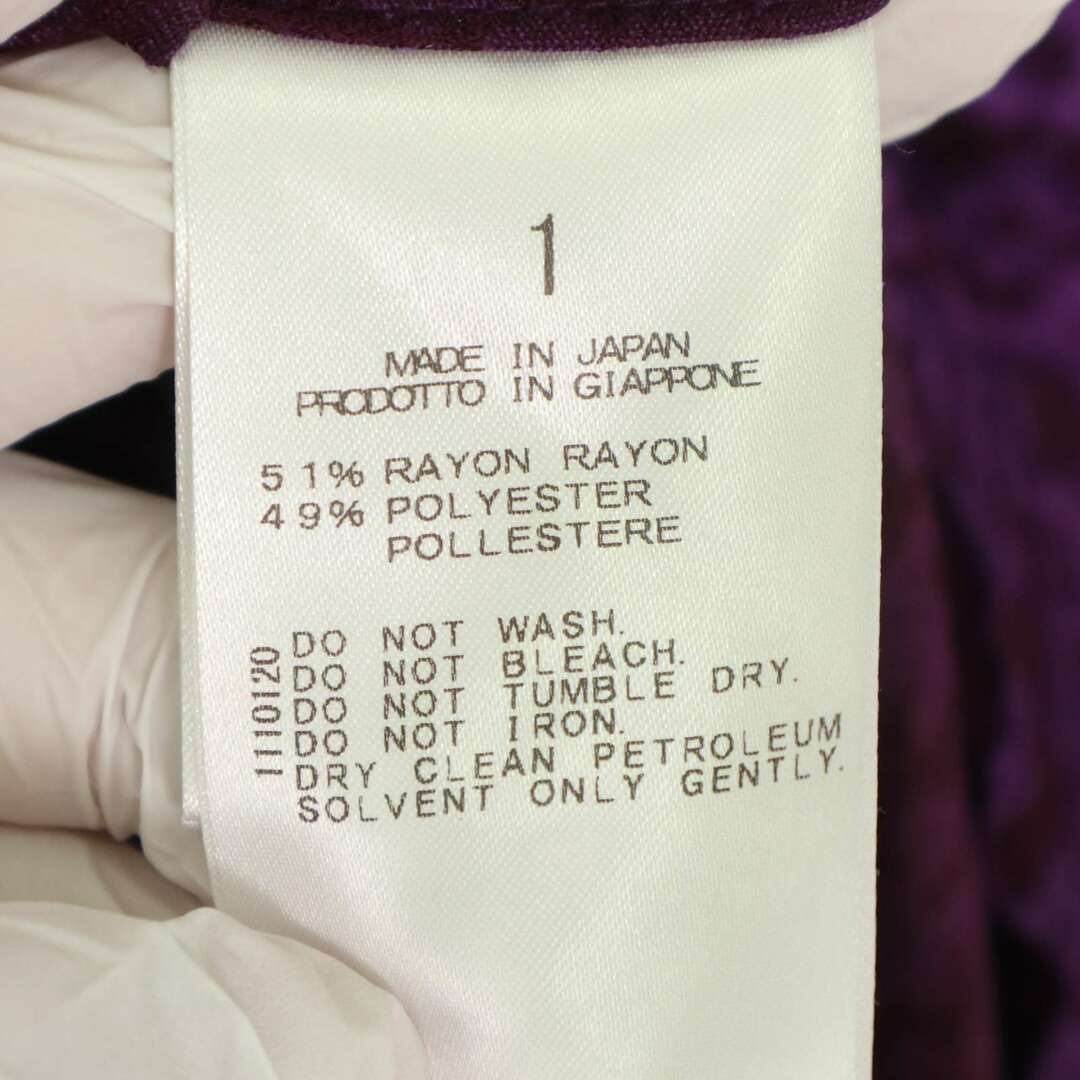 1
MADE IN JAPAN
PRODOTTO IN GIAPPONE
51% RAYON RAYON
49% POLYESTER
POLLESTERE
1110120
DO NOT WASH.
DO NOT BLEACH.
DO NOT TUMBLE DRY.
DO NOT IRON.
DRY CLEAN PETROLEUM
SOLVENT ONLY GENTLY.